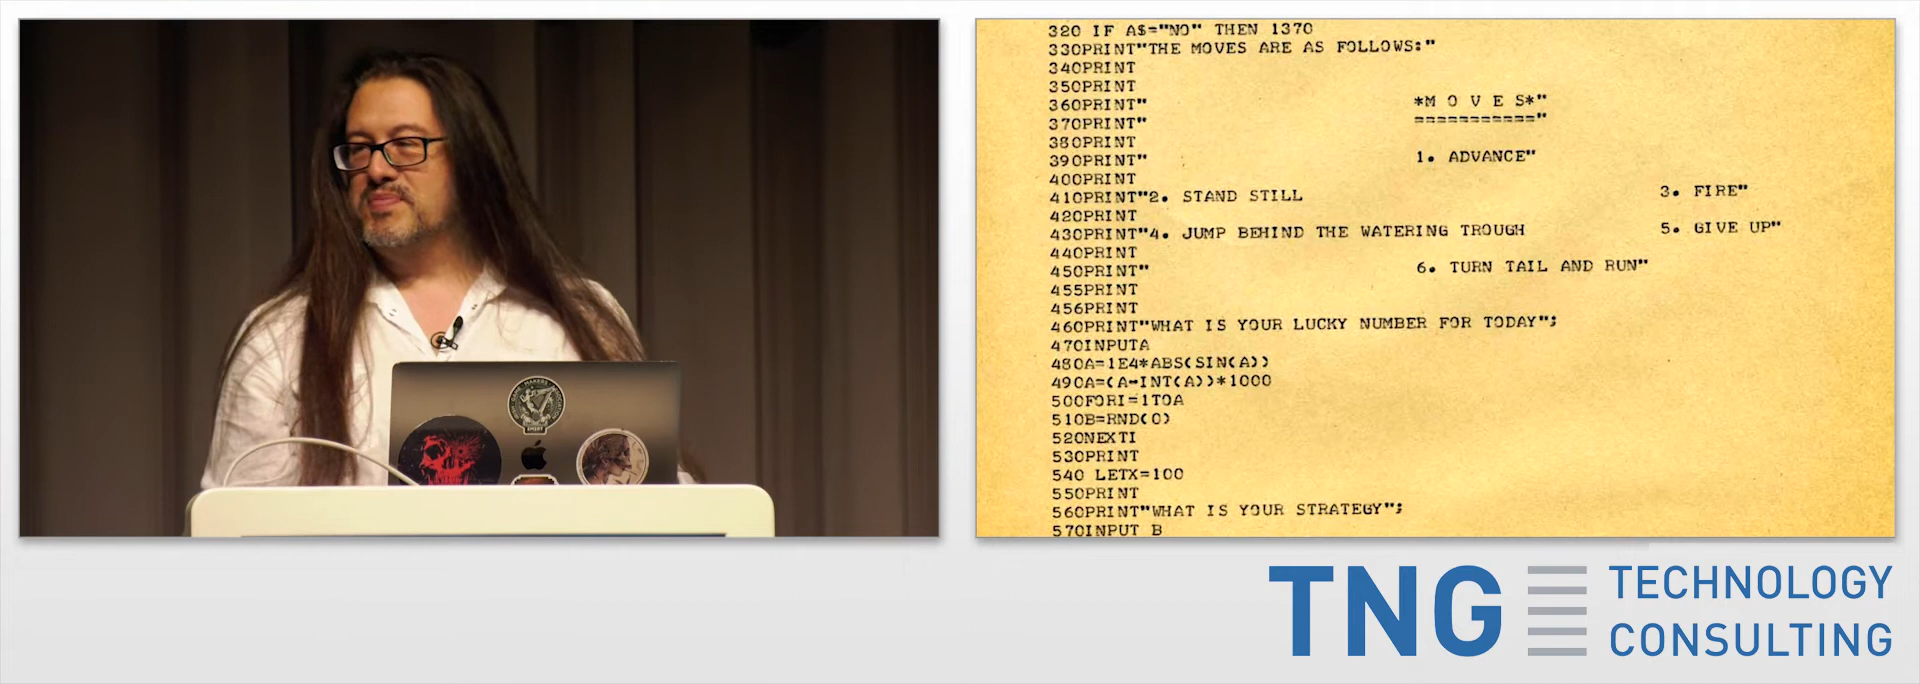 320 IF A$="NO" THEN 1370
330PRINT"THE MOVES ARE AS FOLLOWS:"
340PRINT
350PRINT
360PRINT" *M O V E S*"
370PRINT" ==========="
380PRINT
390PRINT" 1. ADVANCE"
400PRINT
410PRINT"2. STAND STILL 3. FIRE"
420PRINT
430PRINT"4. JUMP BEHIND THE WATERING TROUGH 5. GIVE UP"
440PRINT
450PRINT" 6. TURN TAIL AND RUN"
455PRINT
456PRINT
460PRINT"WHAT IS YOUR LUCKY NUMBER FOR TODAY";
470INPUTA
480A=1E4*ABS(SIN(A))
490A=(A-INT(A))*1000
500FORI=1TOA
510B=RND(0)
520NEXTI
530PRINT
540 LETX=100
550PRINT
560PRINT"WHAT IS YOUR STRATEGY";
570INPUT B
TNG TECHNOLOGY
CONSULTING